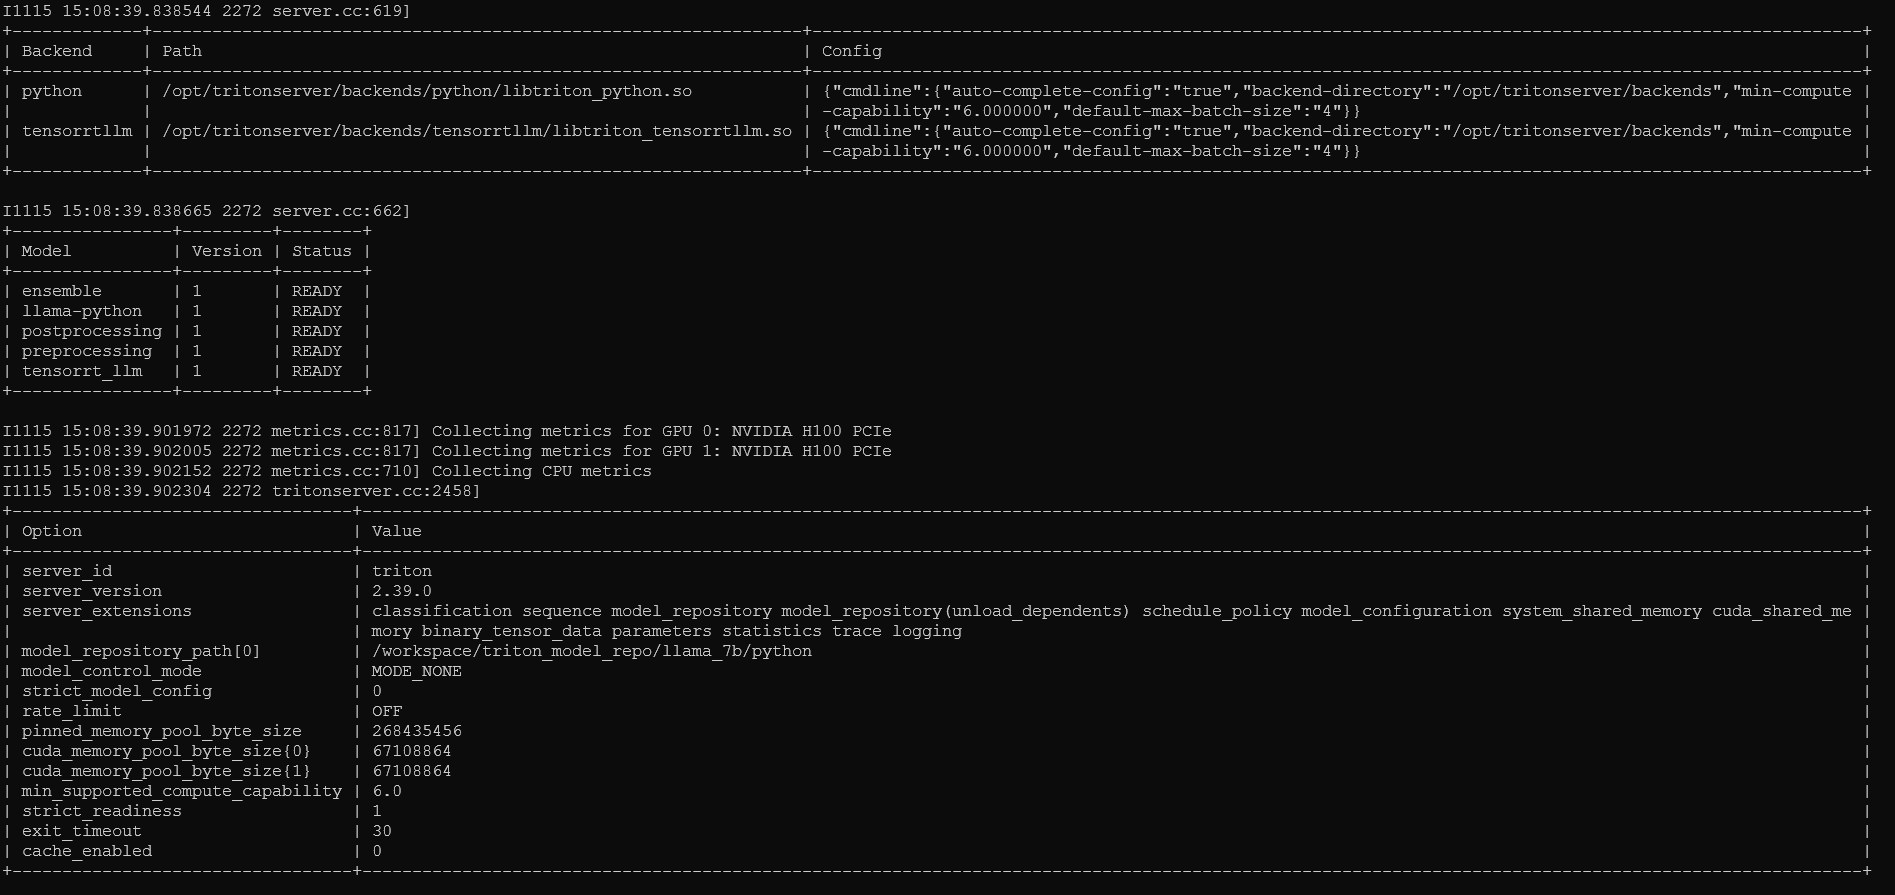 I1115 15:08:39.838544 2272 server.cc:619]
+-------------+-----------------------------------------------------------------+---------------------------------------------------------------------------------------------------------+
| Backend     | Path                                                            | Config                                                                                                  |
+-------------+-----------------------------------------------------------------+---------------------------------------------------------------------------------------------------------+
| python      | /opt/tritonserver/backends/python/libtriton_python.so           | {"cmdline":{"auto-complete-config":"true","backend-directory":"/opt/tritonserver/backends","min-compute |
|             |                                                                 | -capability":"6.000000","default-max-batch-size":"4"}}                                                  |
| tensorrtllm | /opt/tritonserver/backends/tensorrtllm/libtriton_tensorrtllm.so | {"cmdline":{"auto-complete-config":"true","backend-directory":"/opt/tritonserver/backends","min-compute |
|             |                                                                 | -capability":"6.000000","default-max-batch-size":"4"}}                                                  |
+-------------+-----------------------------------------------------------------+---------------------------------------------------------------------------------------------------------+
I1115 15:08:39.838665 2272 server.cc:662]
+----------------+---------+--------+
| Model          | Version | Status |
+----------------+---------+--------+
| ensemble       | 1       | READY  |
| llama-python   | 1       | READY  |
| postprocessing | 1       | READY  |
| preprocessing  | 1       | READY  |
| tensorrt_llm   | 1       | READY  |
+----------------+---------+--------+
I1115 15:08:39.901972 2272 metrics.cc:817] Collecting metrics for GPU 0: NVIDIA H100 PCIe
I1115 15:08:39.902005 2272 metrics.cc:817] Collecting metrics for GPU 1: NVIDIA H100 PCIe
I1115 15:08:39.902152 2272 metrics.cc:710] Collecting CPU metrics
I1115 15:08:39.902304 2272 tritonserver.cc:2458]
+----------------------------------+------------------------------------------------------------------------------------------------------------------------------------------------------+
| Option                           | Value                                                                                                                                                |
+----------------------------------+------------------------------------------------------------------------------------------------------------------------------------------------------+
| server_id                        | triton                                                                                                                                               |
| server_version                   | 2.39.0                                                                                                                                               |
| server_extensions                | classification sequence model_repository model_repository(unload_dependents) schedule_policy model_configuration system_shared_memory cuda_shared_me |
|                                  | mory binary_tensor_data parameters statistics trace logging                                                                                          |
| model_repository_path[0]         | /workspace/triton_model_repo/llama_7b/python                                                                                                         |
| model_control_mode               | MODE_NONE                                                                                                                                            |
| strict_model_config              | 0                                                                                                                                                    |
| rate_limit                       | OFF                                                                                                                                                  |
| pinned_memory_pool_byte_size     | 268435456                                                                                                                                            |
| cuda_memory_pool_byte_size{0}    | 67108864                                                                                                                                             |
| cuda_memory_pool_byte_size{1}    | 67108864                                                                                                                                             |
| min_supported_compute_capability | 6.0                                                                                                                                                  |
| strict_readiness                 | 1                                                                                                                                                    |
| exit_timeout                     | 30                                                                                                                                                   |
| cache_enabled                    | 0                                                                                                                                                    |
+----------------------------------+------------------------------------------------------------------------------------------------------------------------------------------------------+